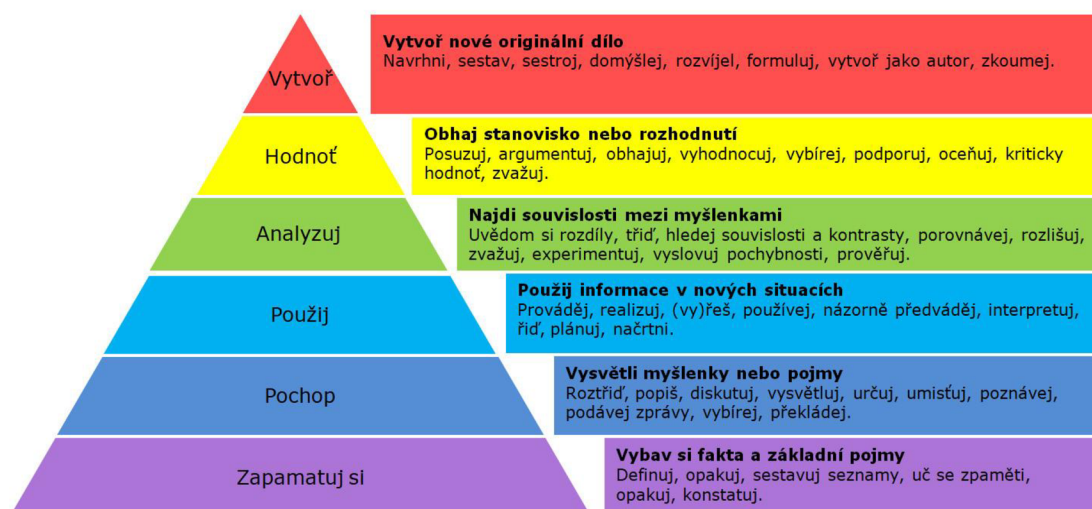 Vytvoř
Vytvoř nové originální dílo
Navrhni, sestav, sestroj, domýšlej, rozvíjel, formuluj, vytvoř jako autor, zkoumej.
Hodnoť
Obhaj stanovisko nebo rozhodnutí
Posuzuj, argumentuj, obhajuj, vyhodnocuj, vybírej, podporuj, oceňuj, kriticky
hodnoť, zvažuj.
Analyzuj
Najdi souvislosti mezi myšlenkami
Uvědom si rozdíly, třiď, hledej souvislosti a kontrasty, porovnávej, rozlišuj,
zvažuj, experimentuj, vyslovuj pochybnosti, prověřuj.
Použij
Použij informace v nových situacích
Prováděj, realizuj, (vy)řeš, používej, názorně předváděj, interpretuj,
řiď, plánuj, načrtni.
Pochop
Vysvětli myšlenky nebo pojmy
Roztřiď, popiš, diskutuj, vysvětluj, určuj, umisťuj, poznávej,
podávej zprávy, vybírej, překládej.
Zapamatuj si
Vybav si fakta a základní pojmy
Definuj, opakuj, sestavuj seznamy, uč se zpaměti,
opakuj, konstatuj.